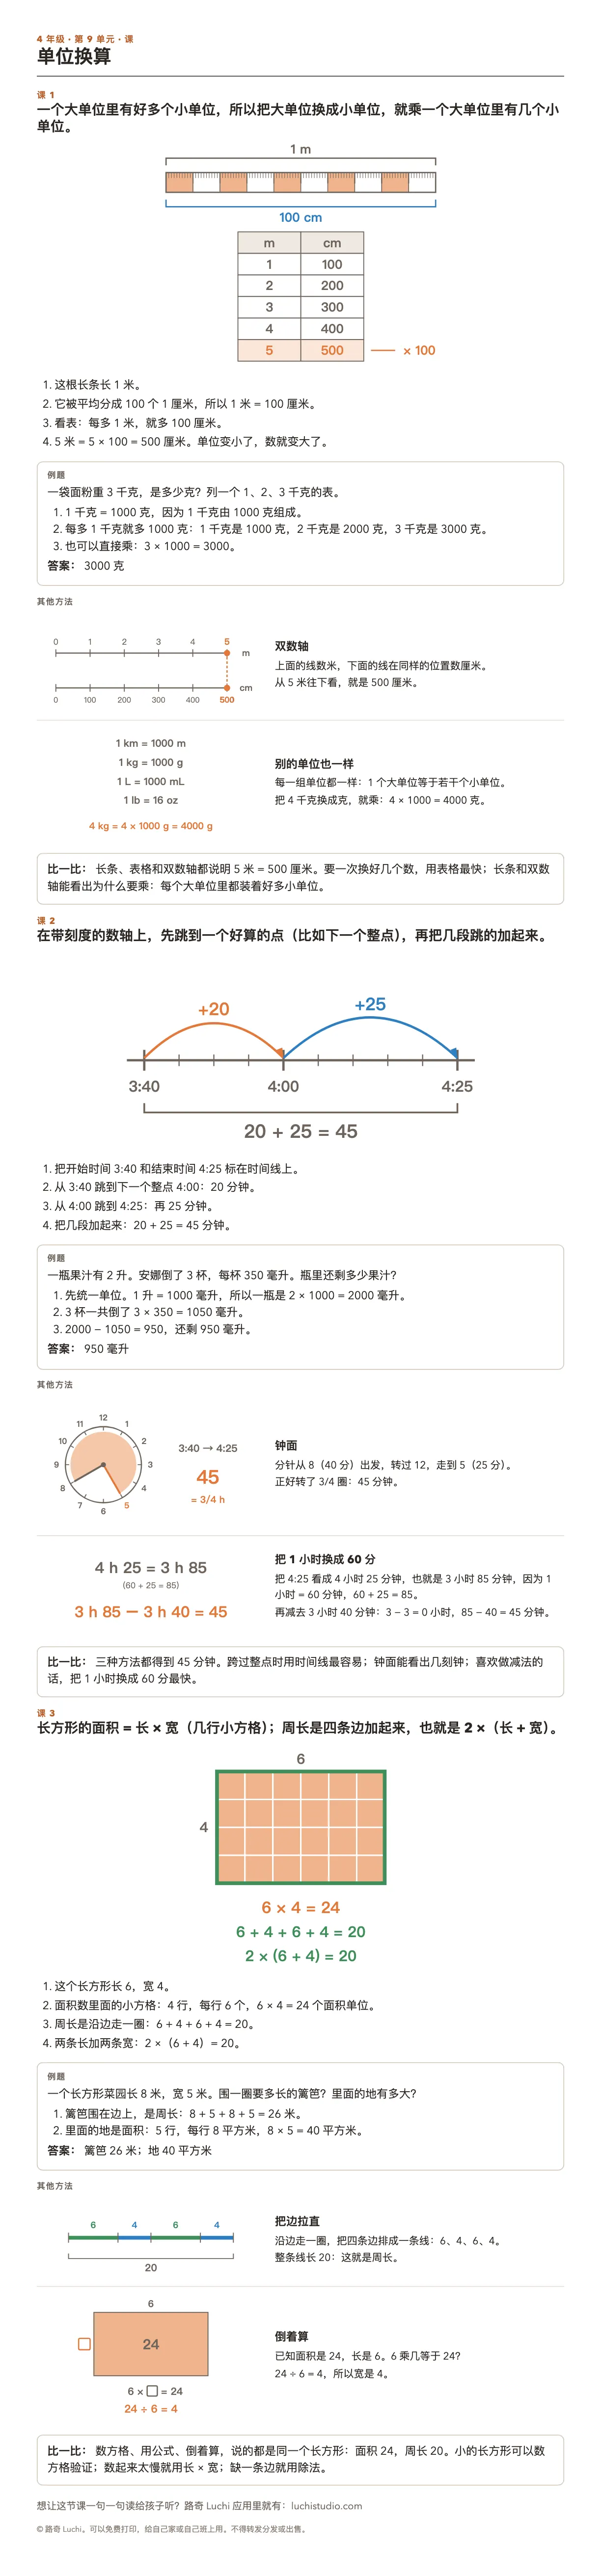 4 年级 · 第 9 单元 · 课
单位换算
课 1
一个大单位里有好多个小单位，所以把大单位换成小单位，就乘一个大单位里有几个小
单位。
1 m
100 cm
m cm
1 100
2 200
3 300
4 400
5 500 × 100
1. 这根长条长 1 米。
2. 它被平均分成 100 个 1 厘米，所以 1 米 = 100 厘米。
3. 看表：每多 1 米，就多 100 厘米。
4. 5 米 = 5 × 100 = 500 厘米。单位变小了，数就变大了。
例题
一袋面粉重 3 千克，是多少克？列一个 1、2、3 千克的表。
1. 1 千克 = 1000 克，因为 1 千克由 1000 克组成。
2. 每多 1 千克就多 1000 克：1 千克是 1000 克，2 千克是 2000 克，3 千克是 3000 克。
3. 也可以直接乘：3 × 1000 = 3000。
答案： 3000 克
其他方法
0 1 2 3 4 5 m
0 100 200 300 400 500 cm
双数轴
上面的线数米，下面的线在同样的位置数厘米。
从 5 米往下看，就是 500 厘米。
1 km = 1000 m
1 kg = 1000 g
1 L = 1000 mL
1 lb = 16 oz
4 kg = 4 × 1000 g = 4000 g
别的单位也一样
每一组单位都一样：1 个大单位等于若干个小单位。
把 4 千克换成克，就乘：4 × 1000 = 4000 克。
比一比： 长条、表格和双数轴都说明 5 米 = 500 厘米。要一次换好几个数，用表格最快；长条和双数
轴能看出为什么要乘：每个大单位里都装着好多小单位。
课 2
在带刻度的数轴上，先跳到一个好算的点（比如下一个整点），再把几段跳的加起来。
+20 +25
3:40 4:00 4:25
20 + 25 = 45
1. 把开始时间 3:40 和结束时间 4:25 标在时间线上。
2. 从 3:40 跳到下一个整点 4:00：20 分钟。
3. 从 4:00 跳到 4:25：再 25 分钟。
4. 把几段加起来：20 + 25 = 45 分钟。
例题
一瓶果汁有 2 升。安娜倒了 3 杯，每杯 350 毫升。瓶里还剩多少果汁？
1. 先统一单位。1 升 = 1000 毫升，所以一瓶是 2 × 1000 = 2000 毫升。
2. 3 杯一共倒了 3 × 350 = 1050 毫升。
3. 2000 − 1050 = 950，还剩 950 毫升。
答案： 950 毫升
其他方法
12 1 2 3 4 5 6 7 8 9 10 11
3:40 → 4:25
45
= 3/4 h
钟面
分针从 8（40 分）出发，转过 12，走到 5（25 分）。
正好转了 3/4 圈：45 分钟。
4 h 25 = 3 h 85
(60 + 25 = 85)
3 h 85 − 3 h 40 = 45
把 1 小时换成 60 分
把 4:25 看成 4 小时 25 分钟，也就是 3 小时 85 分钟，因为 1
小时 = 60 分钟，60 + 25 = 85。
再减去 3 小时 40 分钟：3 − 3 = 0 小时，85 − 40 = 45 分钟。
比一比： 三种方法都得到 45 分钟。跨过整点时用时间线最容易；钟面能看出几刻钟；喜欢做减法的
话，把 1 小时换成 60 分最快。
课 3
长方形的面积 = 长 × 宽（几行小方格）；周长是四条边加起来，也就是 2 ×（长 + 宽）。
6
4
6 × 4 = 24
6 + 4 + 6 + 4 = 20
2 × (6 + 4) = 20
1. 这个长方形长 6，宽 4。
2. 面积数里面的小方格：4 行，每行 6 个，6 × 4 = 24 个面积单位。
3. 周长是沿边走一圈：6 + 4 + 6 + 4 = 20。
4. 两条长加两条宽：2 ×（6 + 4）= 20。
例题
一个长方形菜园长 8 米，宽 5 米。围一圈要多长的篱笆？里面的地有多大？
1. 篱笆围在边上，是周长：8 + 5 + 8 + 5 = 26 米。
2. 里面的地是面积：5 行，每行 8 平方米，8 × 5 = 40 平方米。
答案： 篱笆 26 米；地 40 平方米
其他方法
6 4 6 4
20
把边拉直
沿边走一圈，把四条边排成一条线：6、4、6、4。
整条线长 20：这就是周长。
6
24
6 × □ = 24
24 ÷ 6 = 4
倒着算
已知面积是 24，长是 6。6 乘几等于 24？
24 ÷ 6 = 4，所以宽是 4。
比一比： 数方格、用公式、倒着算，说的都是同一个长方形：面积 24，周长 20。小的长方形可以数
方格验证；数起来太慢就用长 × 宽；缺一条边就用除法。
想让这节课一句一句读给孩子听？路奇 Luchi 应用里就有：luchistudio.com
© 路奇 Luchi。可以免费打印，给自己家或自己班上用。不得转发分发或出售。